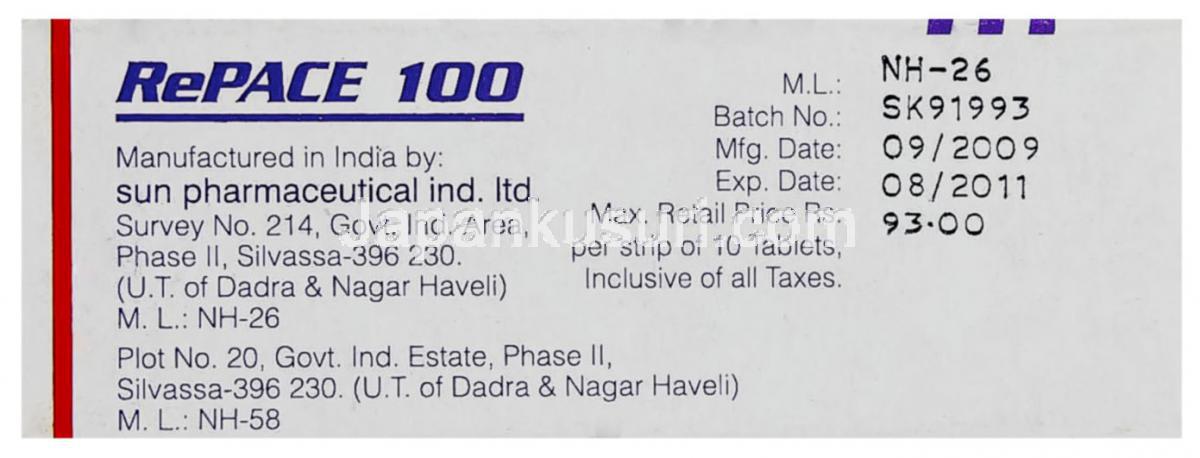 RePACE 100
Manufactured in India by:
sun pharmaceutical ind. ltd.
Survey No. 214, Govt. Ind. Area,
Phase II, Silvassa-396 230.
(U.T. of Dadra & Nagar Haveli)
M. L.: NH-26
Plot No. 20, Govt. Ind. Estate, Phase II,
Silvassa-396 230. (U.T. of Dadra & Nagar Haveli)
M. L.: NH-58
M.L.: NH-26
Batch No.: SK91993
Mfg. Date: 09/2009
Exp. Date: 08/2011
Max. Retail Price Rs. 93.00
per strip of 10 Tablets,
Inclusive of all Taxes.
Japankusuri.com